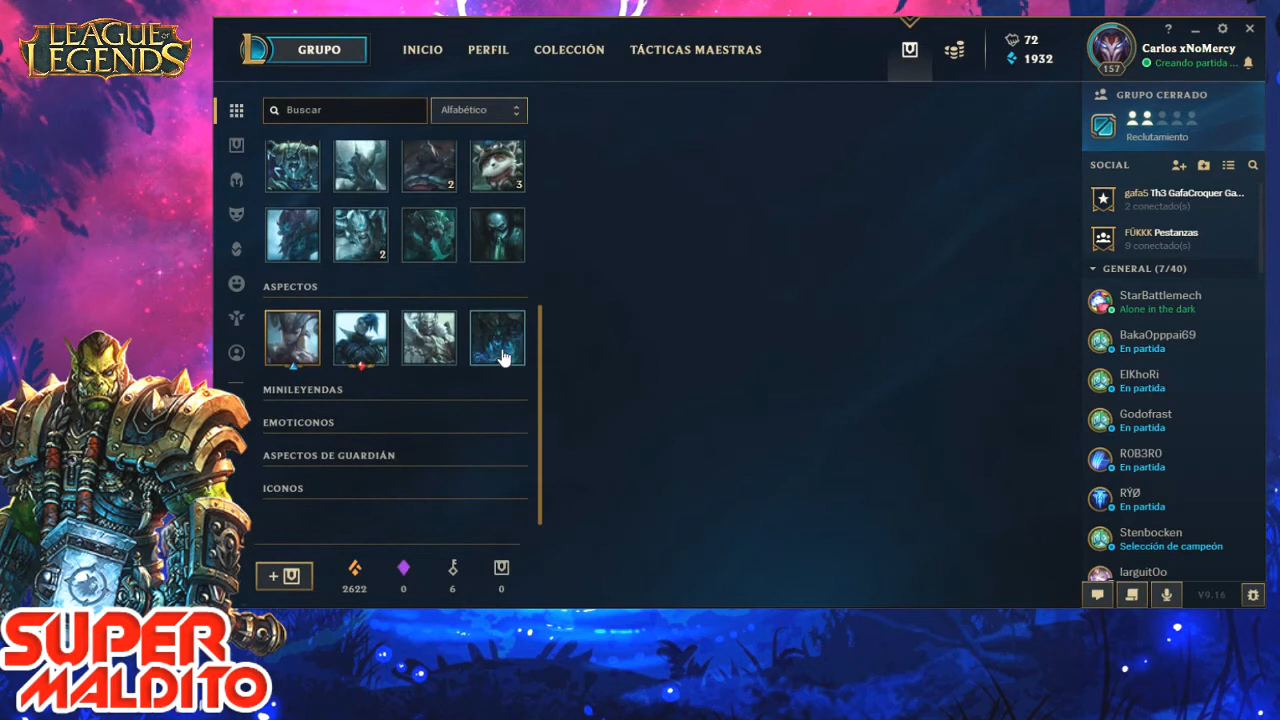 LEAGUE OF LEGENDS
GRUPO
INICIO
PERFIL
COLECCIÓN
TÁCTICAS MAESTRAS
72
1932
?
157
Carlos xNoMercy
Creando partida ...
GRUPO CERRADO
Reclutamiento
SOCIAL
gafa5 Th3 GafaCroquer Ga...
2 conectado(s)
FÛKKK Pestanzas
9 conectado(s)
GENERAL (7/40)
StarBattlemech
Alone in the dark
BakaOpppai69
En partida
ElKhoRi
En partida
Godofrast
En partida
R0B3R0
En partida
RÝØ
En partida
Stenbocken
Selección de campeón
larguitOo
V9.16
Buscar
Alfabético
2
3
2
ASPECTOS
MINILEYENDAS
EMOTICONOS
ASPECTOS DE GUARDIÁN
ICONOS
+
2622
0
6
0
SUPER
MALDITO